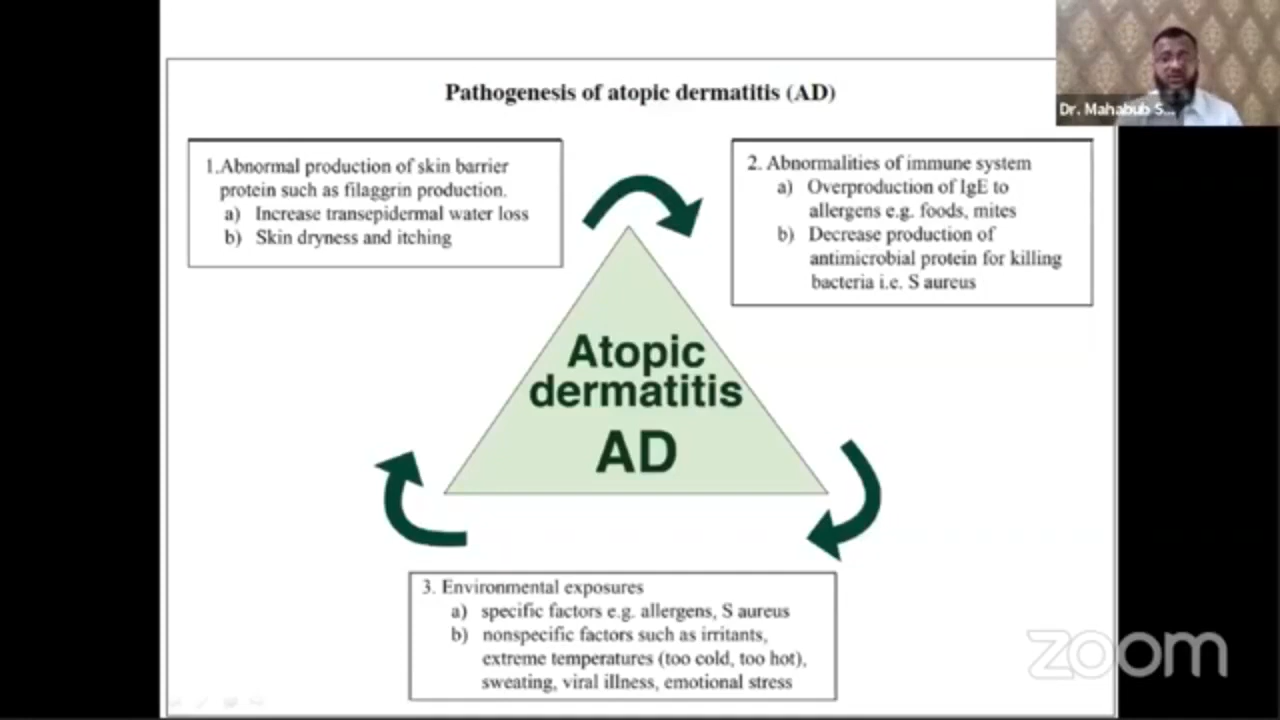 Pathogenesis of atopic dermatitis (AD)
Dr. Mahabub S...
1.Abnormal production of skin barrier
protein such as filaggrin production.
a) Increase transepidermal water loss
b) Skin dryness and itching
2. Abnormalities of immune system
a) Overproduction of IgE to
allergens e.g. foods, mites
b) Decrease production of
antimicrobial protein for killing
bacteria i.e. S aureus
Atopic
dermatitis
AD
3. Environmental exposures
a) specific factors e.g. allergens, S aureus
b) nonspecific factors such as irritants,
extreme temperatures (too cold, too hot),
sweating, viral illness, emotional stress
zoom